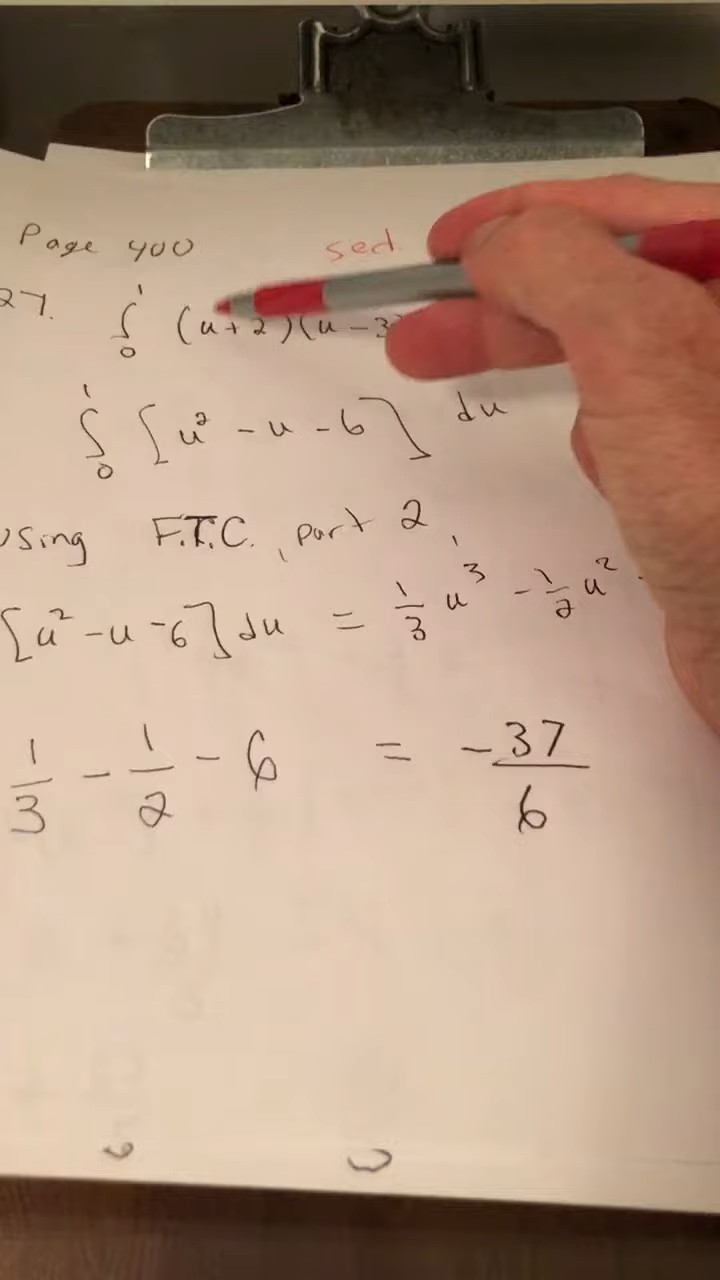 Page 400 sect.
27. ∫₀¹ (u+2)(u-3)
∫₀¹ [u² - u - 6] du
using F.T.C., part 2
[u² - u - 6] du = 1/3 u³ - 1/2 u² -
1/3 - 1/2 - 6 = -37/6